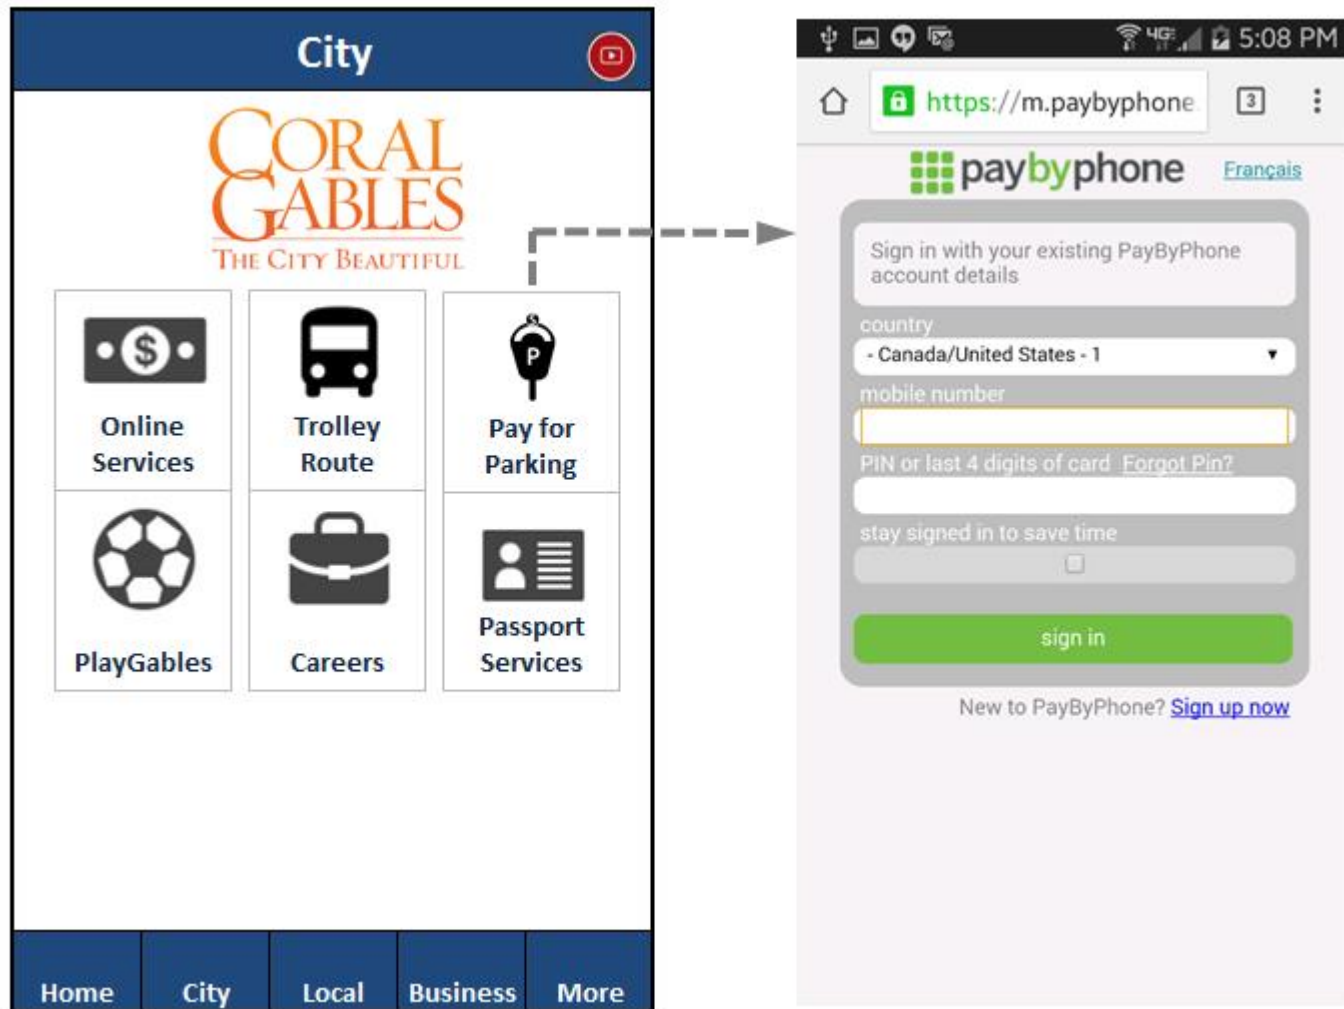 City
CORAL
GABLES
THE CITY BEAUTIFUL
$
Online
Services
Trolley
Route
$
P
Pay for
Parking
PlayGables
Careers
Passport
Services
Home
City
Local
Business
More
4G
5:08 PM
https://m.paybyphone
3
paybyphone
Français
Sign in with your existing PayByPhone
account details
country
- Canada/United States - 1
mobile number
PIN or last 4 digits of card Forgot Pin?
stay signed in to save time
sign in
New to PayByPhone? Sign up now